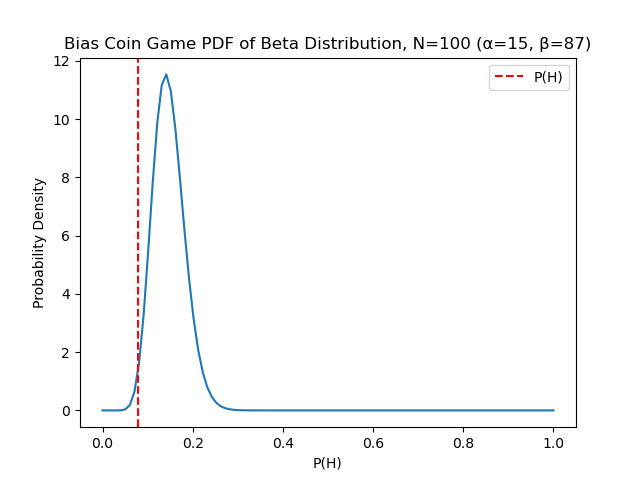 Bias Coin Game PDF of Beta Distribution, N=100 (α=15, β=87)
P(H)
12
10
8
6
4
2
0
Probability Density
0.0 0.2 0.4 0.6 0.8 1.0
P(H)